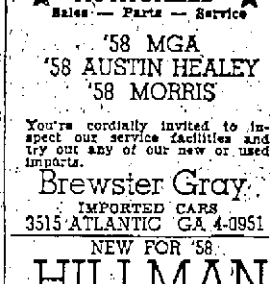 Sales — Parts — Service
'58 MGA
'58 AUSTIN HEALEY
'58 MORRIS
You're cordially invited to in-
spect our service facilities and
try out any of our new or used
imports.
Brewster Gray
IMPORTED CARS
3515 ATLANTIC GA 4-0951
NEW FOR '58
HILLMAN